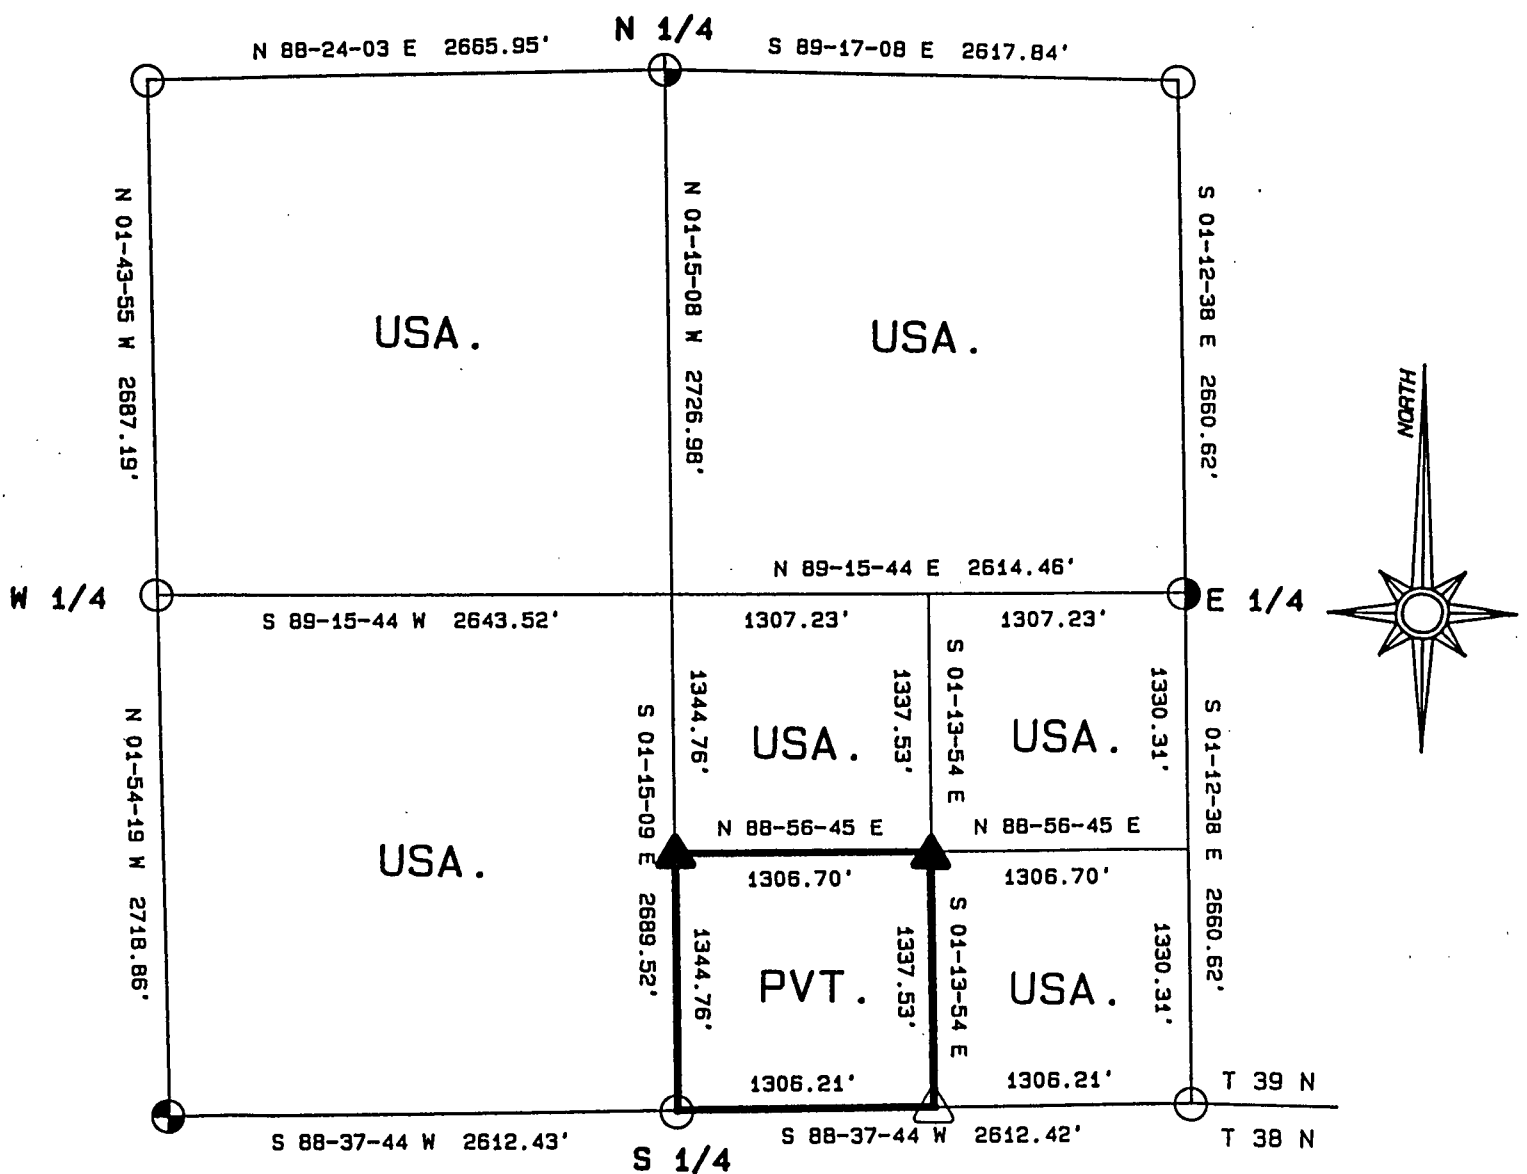 N 1/4
N 88-24-03 E 2665.95'
S 89-17-08 E 2617.84'
N 01-43-55 W 2687.19'
N 01-15-08 W 2726.98'
S 01-12-38 E 2660.62'
USA.
USA.
NORTH
W 1/4
N 89-15-44 E 2614.46'
E 1/4
S 89-15-44 W 2643.52'
1307.23'
1307.23'
N 01-54-19 W 2718.86'
S 01-15-09 E 2689.52'
1344.76'
1337.53'
S 01-13-54 E
1330.31'
S 01-12-38 E 2660.62'
USA.
USA.
N 88-56-45 E
N 88-56-45 E
USA.
1306.70'
1306.70'
1344.76'
1337.53'
S 01-13-54 E
1330.31'
PVT.
USA.
1306.21'
1306.21'
T 39 N
S 88-37-44 W 2612.43'
S 88-37-44 W 2612.42'
T 38 N
S 1/4